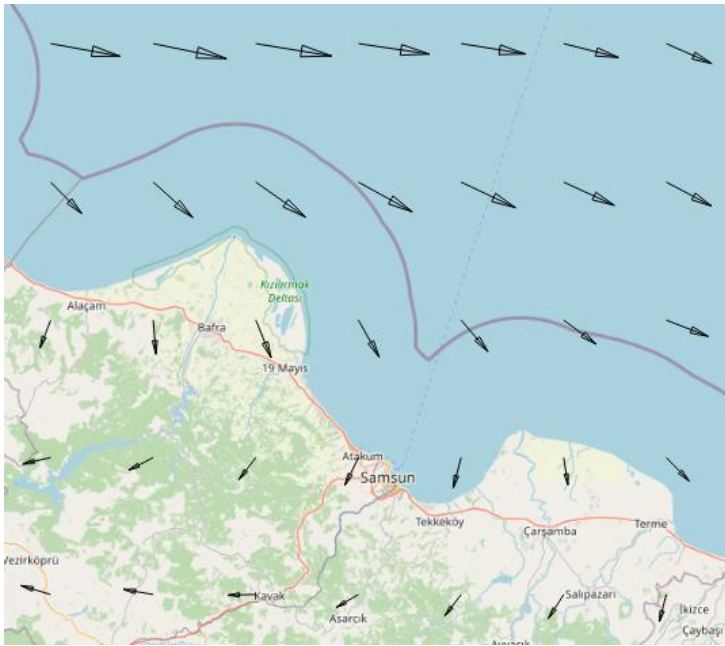 Kızılırmak
Deltası
Alaçam
Bafra
19 Mayıs
Atakum
Samsun
Tekkeköy
Çarşamba
Terme
Vezirköprü
Kavak
Asarcık
Salıpazarı
İkizce
Çaybaşı